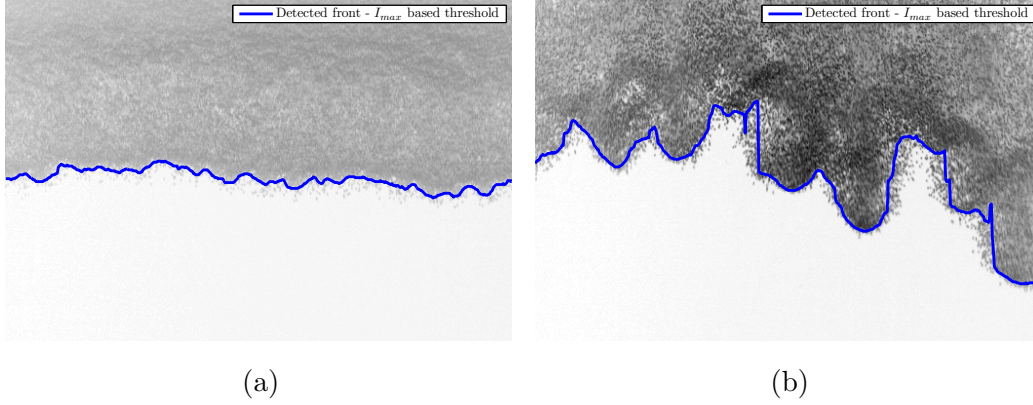 Detected front - I_max based threshold
Detected front - I_max based threshold
(a)
(b)